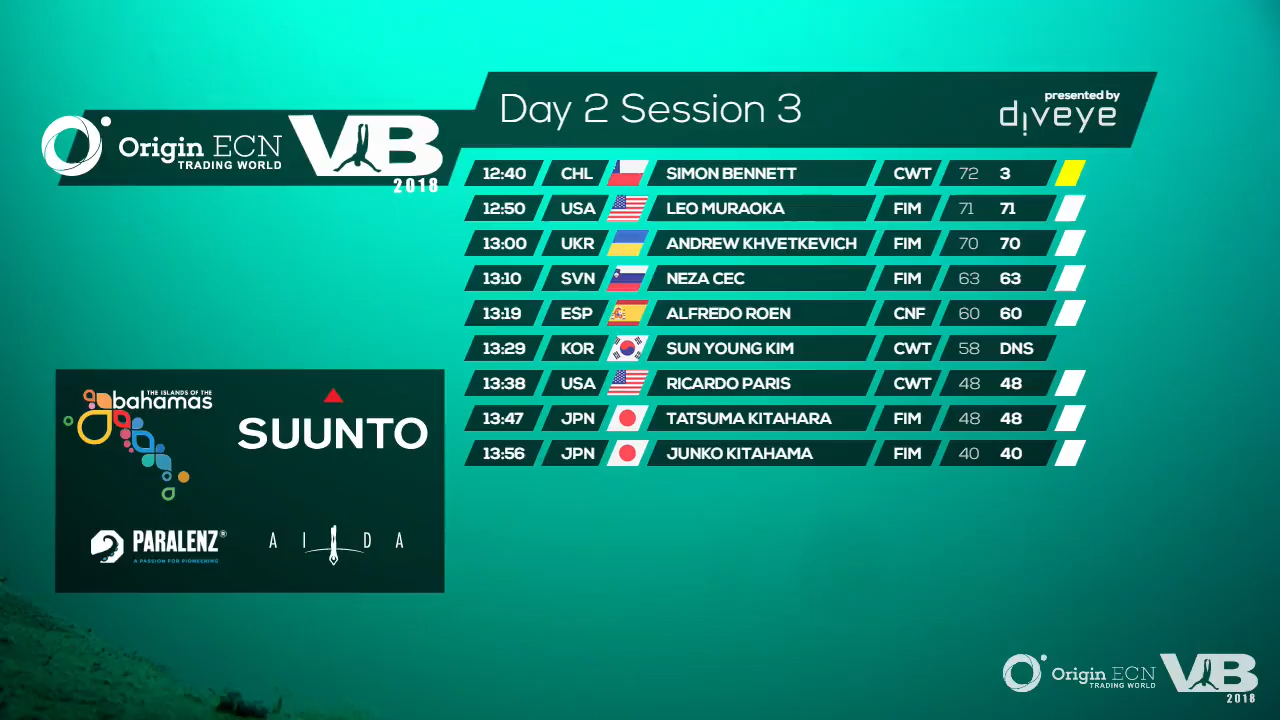 Day 2 Session 3
presented by
diveye
Origin ECN
TRADING WORLD
VB
2018
12:40 CHL SIMON BENNETT CWT 72 3
12:50 USA LEO MURAOKA FIM 71 71
13:00 UKR ANDREW KHVETKEVICH FIM 70 70
13:10 SVN NEZA CEC FIM 63 63
13:19 ESP ALFREDO ROEN CNF 60 60
13:29 KOR SUN YOUNG KIM CWT 58 DNS
13:38 USA RICARDO PARIS CWT 48 48
13:47 JPN TATSUMA KITAHARA FIM 48 48
13:56 JPN JUNKO KITAHAMA FIM 40 40
THE ISLANDS OF THE
bahamas
SUUNTO
PARALENZ®
A PASSION FOR PIONEERING
AIDA
Origin ECN
TRADING WORLD
VB
2018